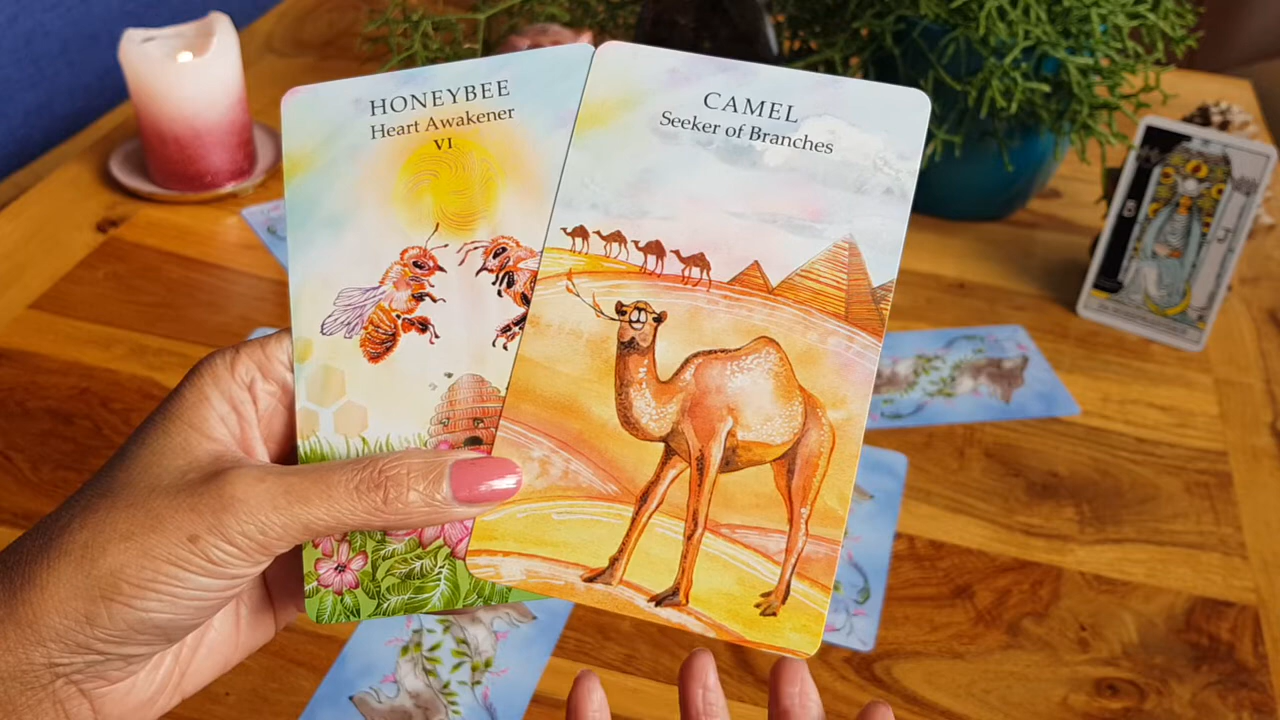 HONEYBEE
Heart Awakener
VI
CAMEL
Seeker of Branches
B
J